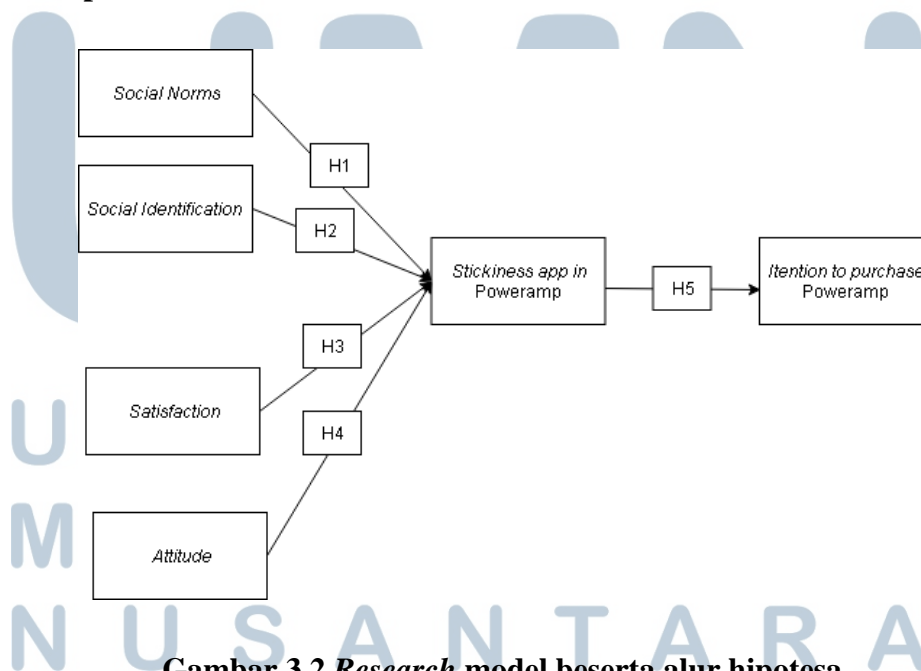 Social Norms
H1
Social Identification
H2
Stickiness app in
Poweramp
H5
Itention to purchase
Poweramp
H3
Satisfaction
H4
Attitude
U
M
NUSANTARA
Gambar 3.2 Research model beserta alur hipotesa